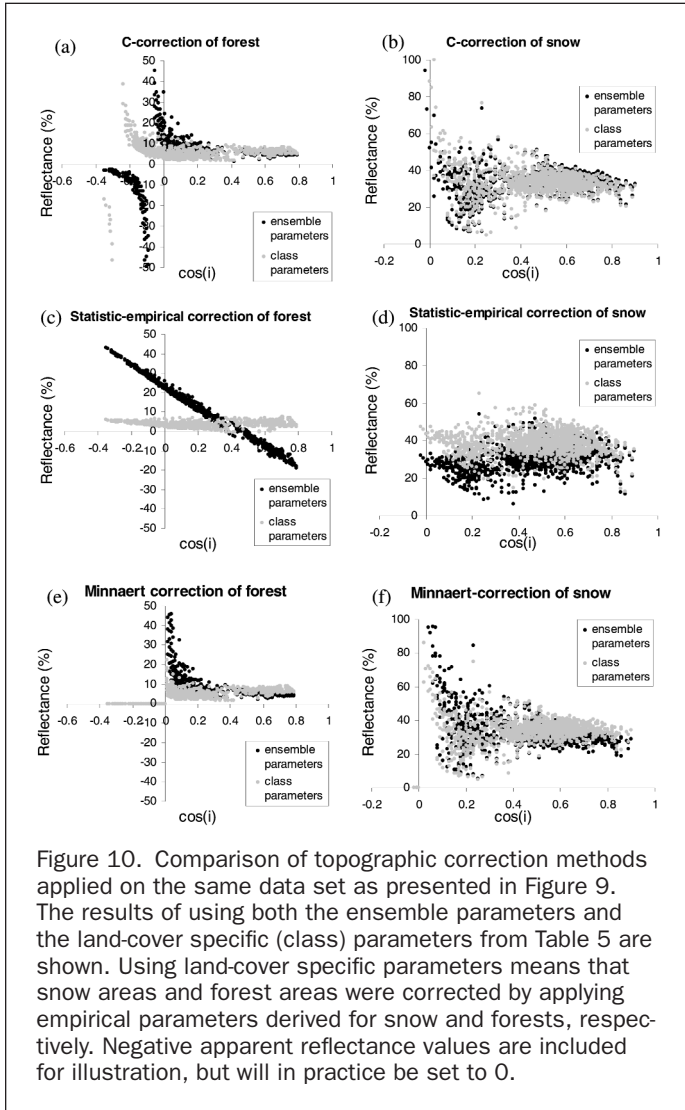 (a)
C-correction of forest
50
40
30
20
10
0
10
-20
-30
-40
-50
-0.6
-0.4
-0.2
0
0.2
0.4
0.6
0.8
1
Reflectance (%)
cos(i)
ensemble
parameters
class
parameters
(b)
C-correction of snow
100
80
60
40
20
0
-0.2
0
0.2
0.4
0.6
0.8
1
Reflectance (%)
cos(i)
ensemble
parameters
class
parameters
(c)
Statistic-empirical correction of forest
50
40
30
20
10
0
10
-20
-30
-40
-50
-0.6
-0.4
-0.2
0
0.2
0.4
0.6
0.8
1
Reflectance (%)
cos(i)
ensemble
parameters
class
parameters
(d)
Statistic-empirical correction of snow
100
80
60
40
20
0
-0.2
0
0.2
0.4
0.6
0.8
1
Reflectance (%)
cos(i)
ensemble
parameters
class
parameters
(e)
Minnaert correction of forest
50
40
30
20
10
0
10
-20
-30
-40
-50
-0.6
-0.4
-0.2
0
0.2
0.4
0.6
0.8
1
Reflectance (%)
cos(i)
ensemble
parameters
class
parameters
(f)
Minnaert-correction of snow
100
80
60
40
20
0
-0.2
0
0.2
0.4
0.6
0.8
1
Reflectance (%)
cos(i)
ensemble
parameters
class
parameters
Figure 10. Comparison of topographic correction methods
applied on the same data set as presented in Figure 9.
The results of using both the ensemble parameters and
the land-cover specific (class) parameters from Table 5 are
shown. Using land-cover specific parameters means that
snow areas and forest areas were corrected by applying
empirical parameters derived for snow and forests, respec-
tively. Negative apparent reflectance values are included
for illustration, but will in practice be set to 0.